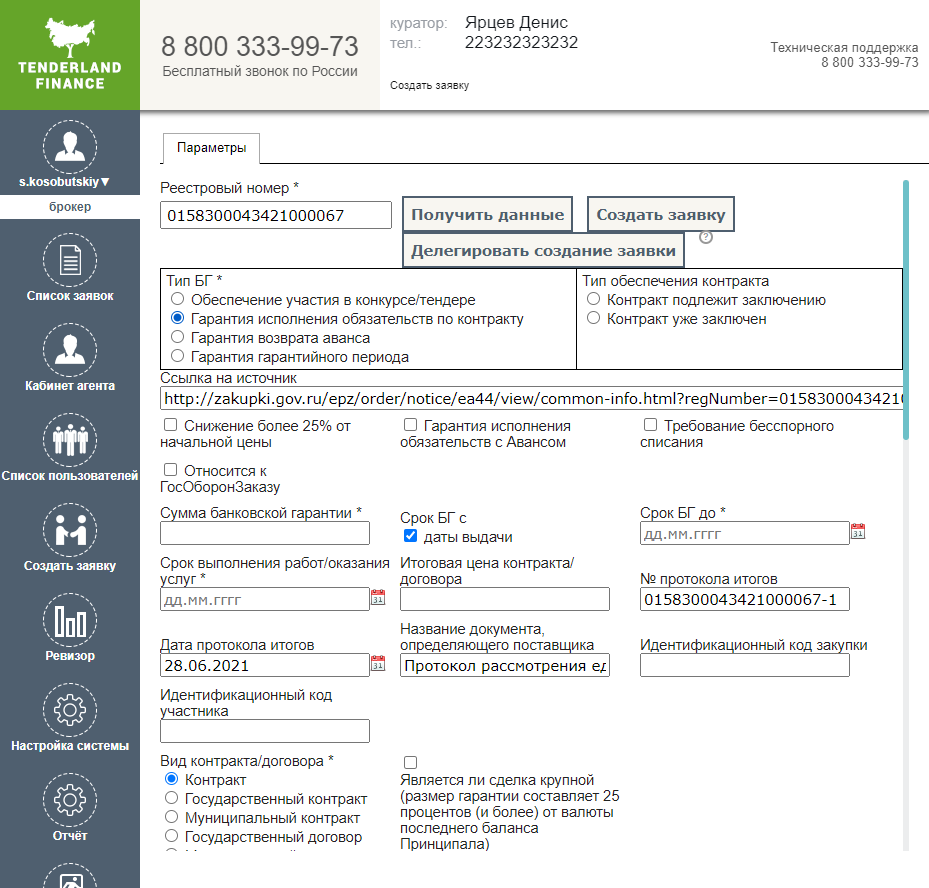 TENDERLAND
FINANCE
8 800 333-99-73
Бесплатный звонок по России
куратор: Ярцев Денис
тел.: 223232323232
Создать заявку
Техническая поддержка
8 800 333-99-73
s.kosobutskiy▼
брокер
Список заявок
Кабинет агента
Список пользователей
Создать заявку
Ревизор
Настройка системы
Отчёт
Параметры
Реестровый номер *
0158300043421000067
Получить данные
Создать заявку
Делегировать создание заявки
?
Тип БГ *
Обеспечение участия в конкурсе/тендере
Гарантия исполнения обязательств по контракту
Гарантия возврата аванса
Гарантия гарантийного периода
Тип обеспечения контракта
Контракт подлежит заключению
Контракт уже заключен
Ссылка на источник
http://zakupki.gov.ru/epz/order/notice/ea44/view/common-info.html?regNumber=01583000434210
Снижение более 25% от
начальной цены
Гарантия исполнения
обязательств с Авансом
Требование бесспорного
списания
Относится к
ГосОборонЗаказу
Сумма банковской гарантии *
Срок БГ с
даты выдачи
Срок БГ до *
дд.мм.гггг
31
Срок выполнения работ/оказания
услуг *
дд.мм.гггг
31
Итоговая цена контракта/
договора
№ протокола итогов
0158300043421000067-1
Дата протокола итогов
28.06.2021
31
Название документа,
определяющего поставщика
Протокол рассмотрения ед
Идентификационный код закупки
Идентификационный код
участника
Вид контракта/договора *
Контракт
Государственный контракт
Муниципальный контракт
Государственный договор
Является ли сделка крупной
(размер гарантии составляет 25
процентов (и более) от валюты
последнего баланса
Принципала)